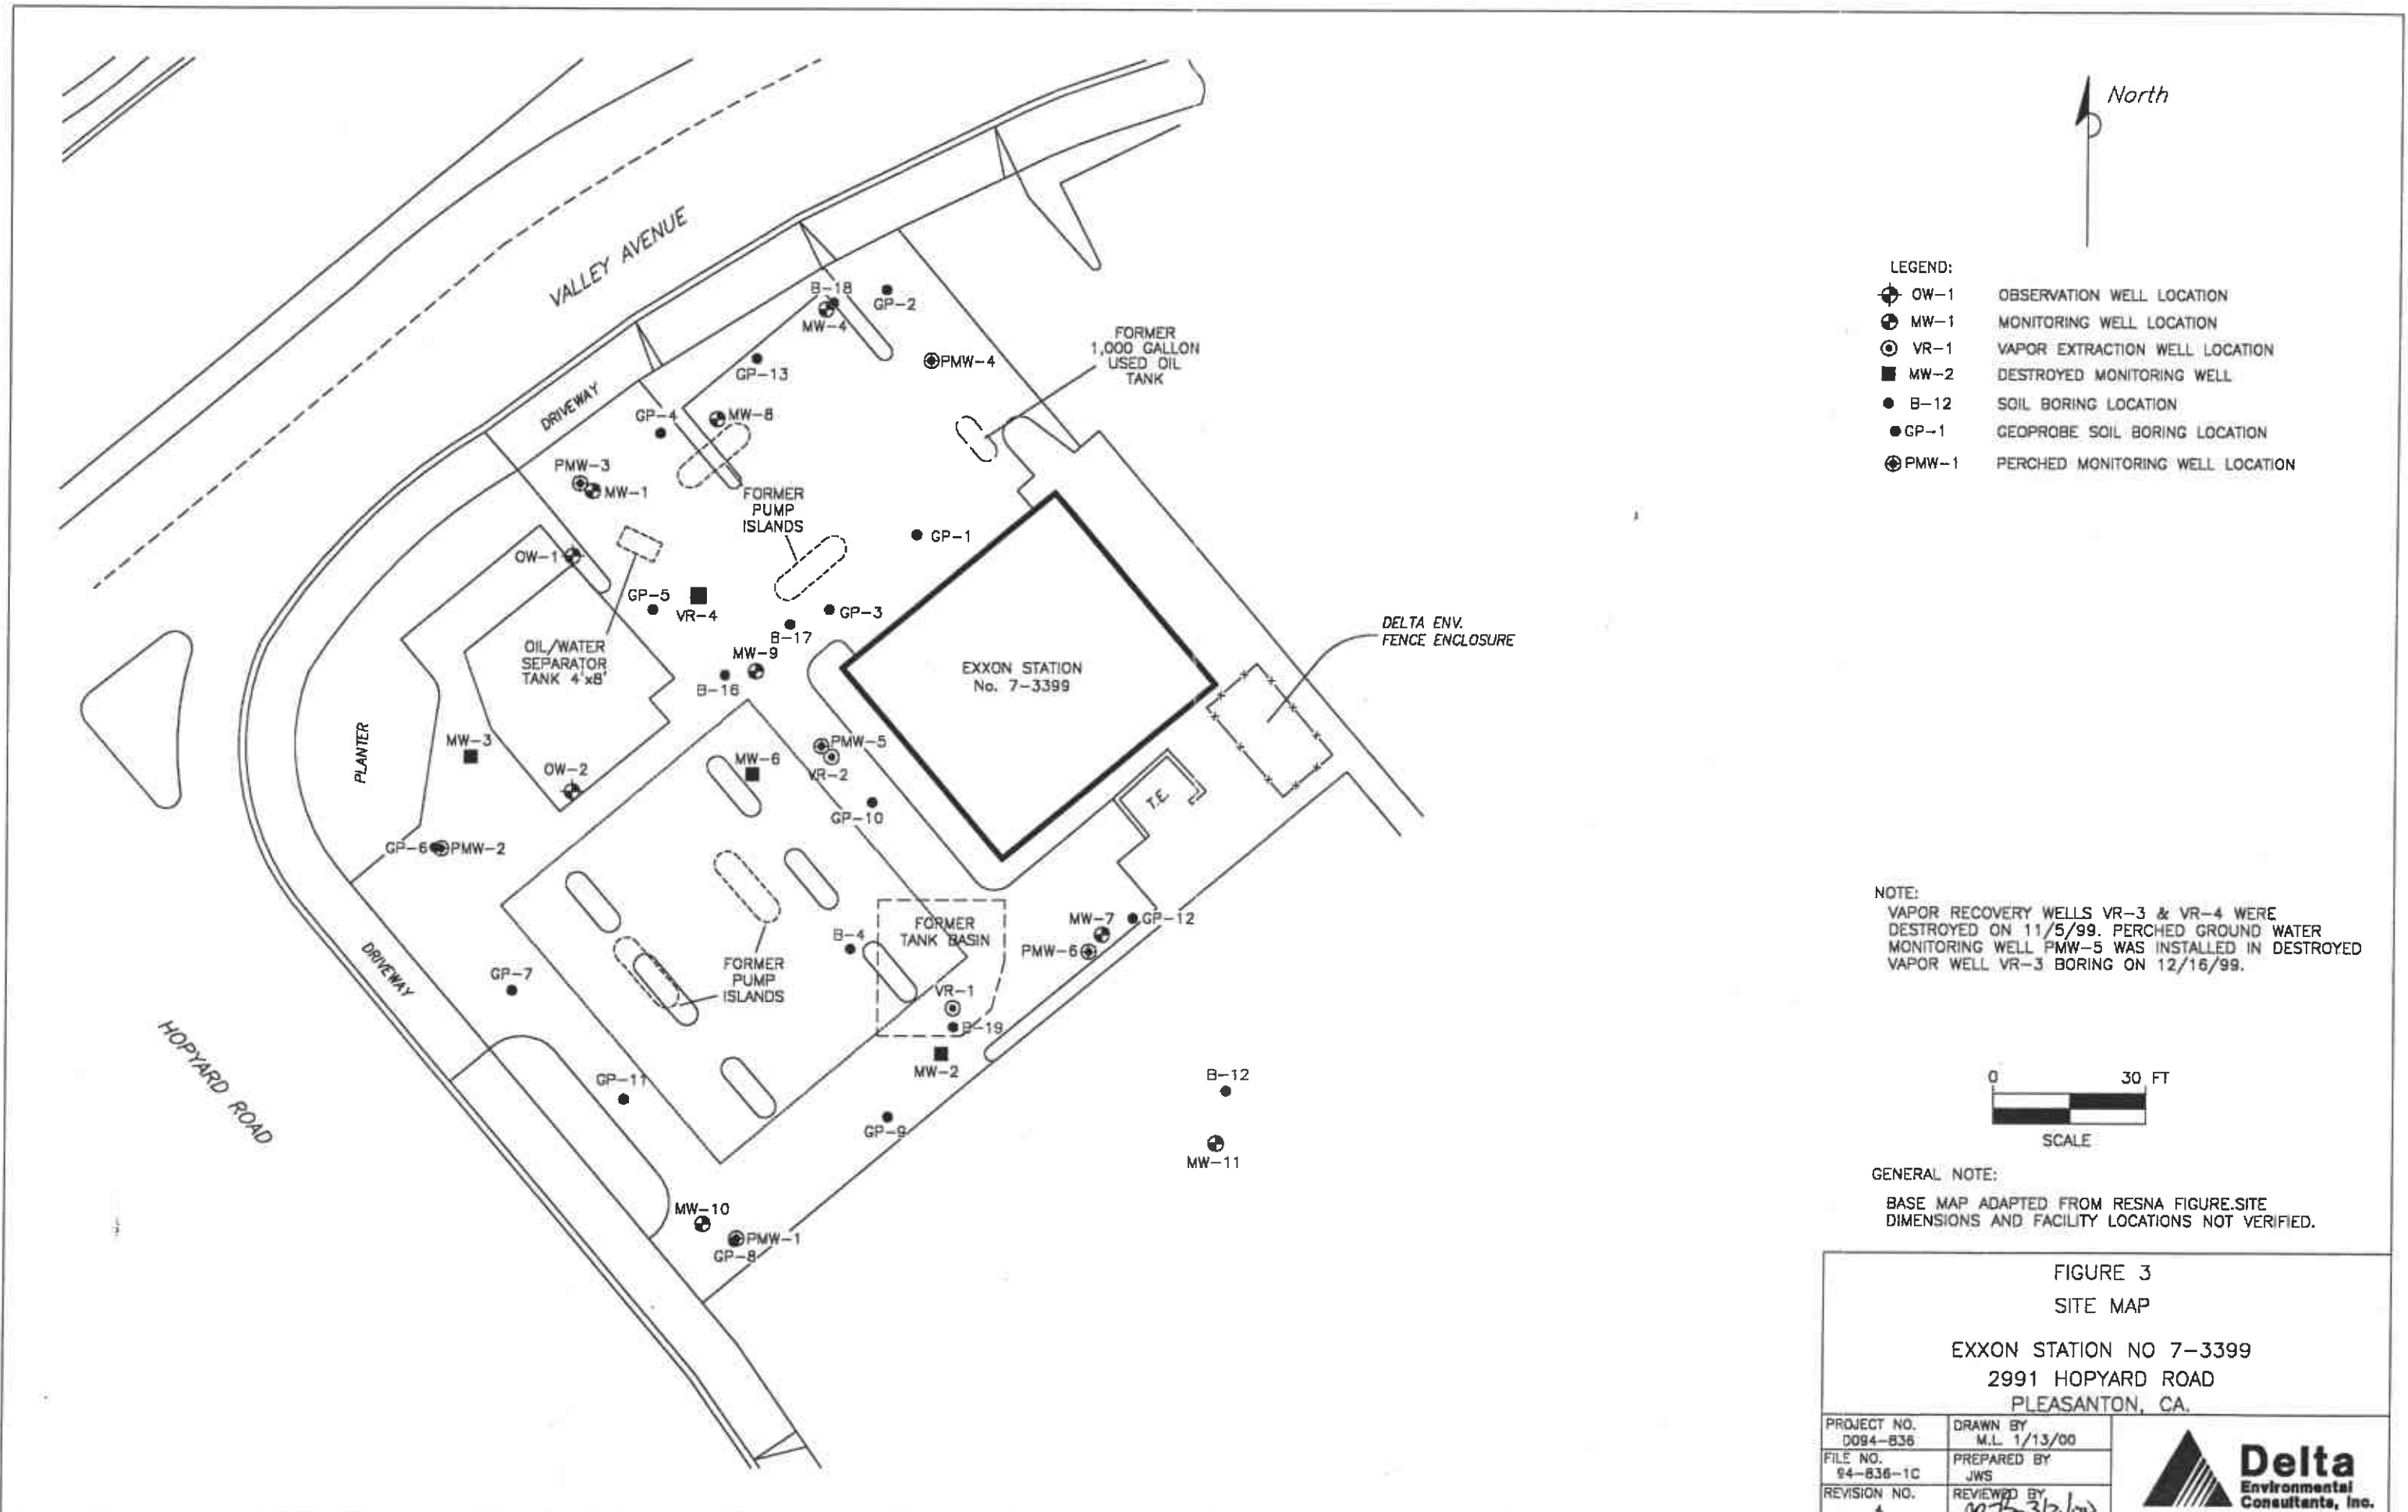 North
VALLEY AVENUE
B-18
GP-2
MW-4
FORMER
1,000 GALLON
USED OIL
TANK
PMW-4
GP-13
DRIVEWAY
GP-4
MW-8
PMW-3
MW-1
FORMER
PUMP
ISLANDS
GP-1
OW-1
GP-5
VR-4
GP-3
B-17
OIL/WATER
SEPARATOR
TANK 4'x8'
MW-9
B-16
EXXON STATION
No. 7-3399
DELTA ENV.
FENCE ENCLOSURE
PLANTER
MW-3
OW-2
MW-6
PMW-5
VR-2
GP-10
T.E.
GP-6
PMW-2
FORMER
TANK BASIN
MW-7
GP-12
PMW-6
B-4
DRIVEWAY
GP-7
FORMER
PUMP
ISLANDS
VR-1
B-19
MW-2
HOPYARD ROAD
GP-11
GP-9
B-12
MW-11
MW-10
PMW-1
GP-8
LEGEND:
OW-1 OBSERVATION WELL LOCATION
MW-1 MONITORING WELL LOCATION
VR-1 VAPOR EXTRACTION WELL LOCATION
MW-2 DESTROYED MONITORING WELL
B-12 SOIL BORING LOCATION
GP-1 GEOPROBE SOIL BORING LOCATION
PMW-1 PERCHED MONITORING WELL LOCATION
NOTE:
VAPOR RECOVERY WELLS VR-3 & VR-4 WERE
DESTROYED ON 11/5/99. PERCHED GROUND WATER
MONITORING WELL PMW-5 WAS INSTALLED IN DESTROYED
VAPOR WELL VR-3 BORING ON 12/16/99.
0 30 FT
SCALE
GENERAL NOTE:
BASE MAP ADAPTED FROM RESNA FIGURE.SITE
DIMENSIONS AND FACILITY LOCATIONS NOT VERIFIED.
FIGURE 3
SITE MAP
EXXON STATION NO 7-3399
2991 HOPYARD ROAD
PLEASANTON, CA.
PROJECT NO.
D094-836
DRAWN BY
M.L. 1/13/00
FILE NO.
94-836-1C
PREPARED BY
JWS
REVISION NO.
REVIEWED BY
Delta
Environmental
Consultants, Inc.